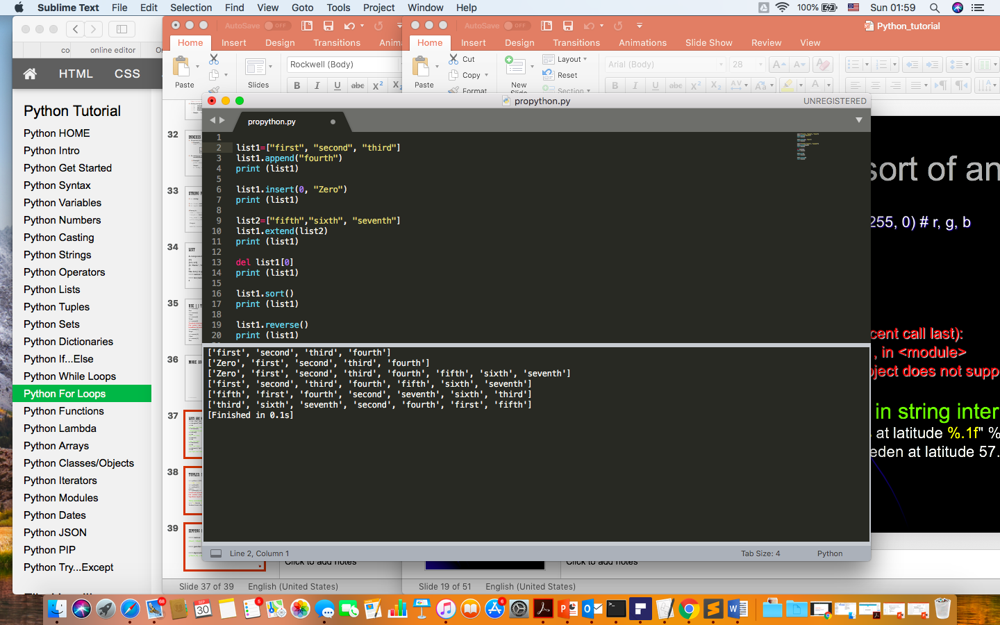 Sublime Text File Edit Selection Find View Goto Tools Project Window Help 100% Sun 01:59
AutoSave OFF
AutoSave OFF
Python_tutorial
co online editor
Home Insert Design Transitions
Home Insert Design Transitions Animations Slide Show Review View
HTML CSS
Paste
Slides
Rockwell (Body)
B I U abc X² X₂
Paste
Cut
Copy
Format
New
Layout
Reset
Section
Arial (Body) 28
B I U abc X² X₂ AV Aa A
Python Tutorial
Python HOME
Python Intro
Python Get Started
Python Syntax
Python Variables
Python Numbers
Python Casting
Python Strings
Python Operators
Python Lists
Python Tuples
Python Sets
Python Dictionaries
Python If...Else
Python While Loops
Python For Loops
Python Functions
Python Lambda
Python Arrays
Python Classes/Objects
Python Iterators
Python Modules
Python Dates
Python JSON
Python PIP
Python Try...Except
32
33
34
LIST
35
36
37
38
39
propython.py
UNREGISTERED
propython.py
1
2 list1=["first", "second", "third"]
3 list1.append("fourth")
4 print (list1)
5
6 list1.insert(0, "Zero")
7 print (list1)
8
9 list2=["fifth","sixth", "seventh"]
10 list1.extend(list2)
11 print (list1)
12
13 del list1[0]
14 print (list1)
15
16 list1.sort()
17 print (list1)
18
19 list1.reverse()
20 print (list1)
['first', 'second', 'third', 'fourth']
['Zero', 'first', 'second', 'third', 'fourth']
['Zero', 'first', 'second', 'third', 'fourth', 'fifth', 'sixth', 'seventh']
['first', 'second', 'third', 'fourth', 'fifth', 'sixth', 'seventh']
['fifth', 'first', 'fourth', 'second', 'seventh', 'sixth', 'third']
['third', 'sixth', 'seventh', 'second', 'fourth', 'first', 'fifth']
[Finished in 0.1s]
Line 2, Column 1 Tab Size: 4 Python
sort of an
255, 0) # r, g, b
cent call last):
, in <module>
ject does not supp
in string inter
at latitude %.1f" %
eden at latitude 57.
Click to add notes
Click to add notes
Slide 37 of 39 English (United States)
Slide 19 of 51 English (United States)
68
SEP
30
5
6